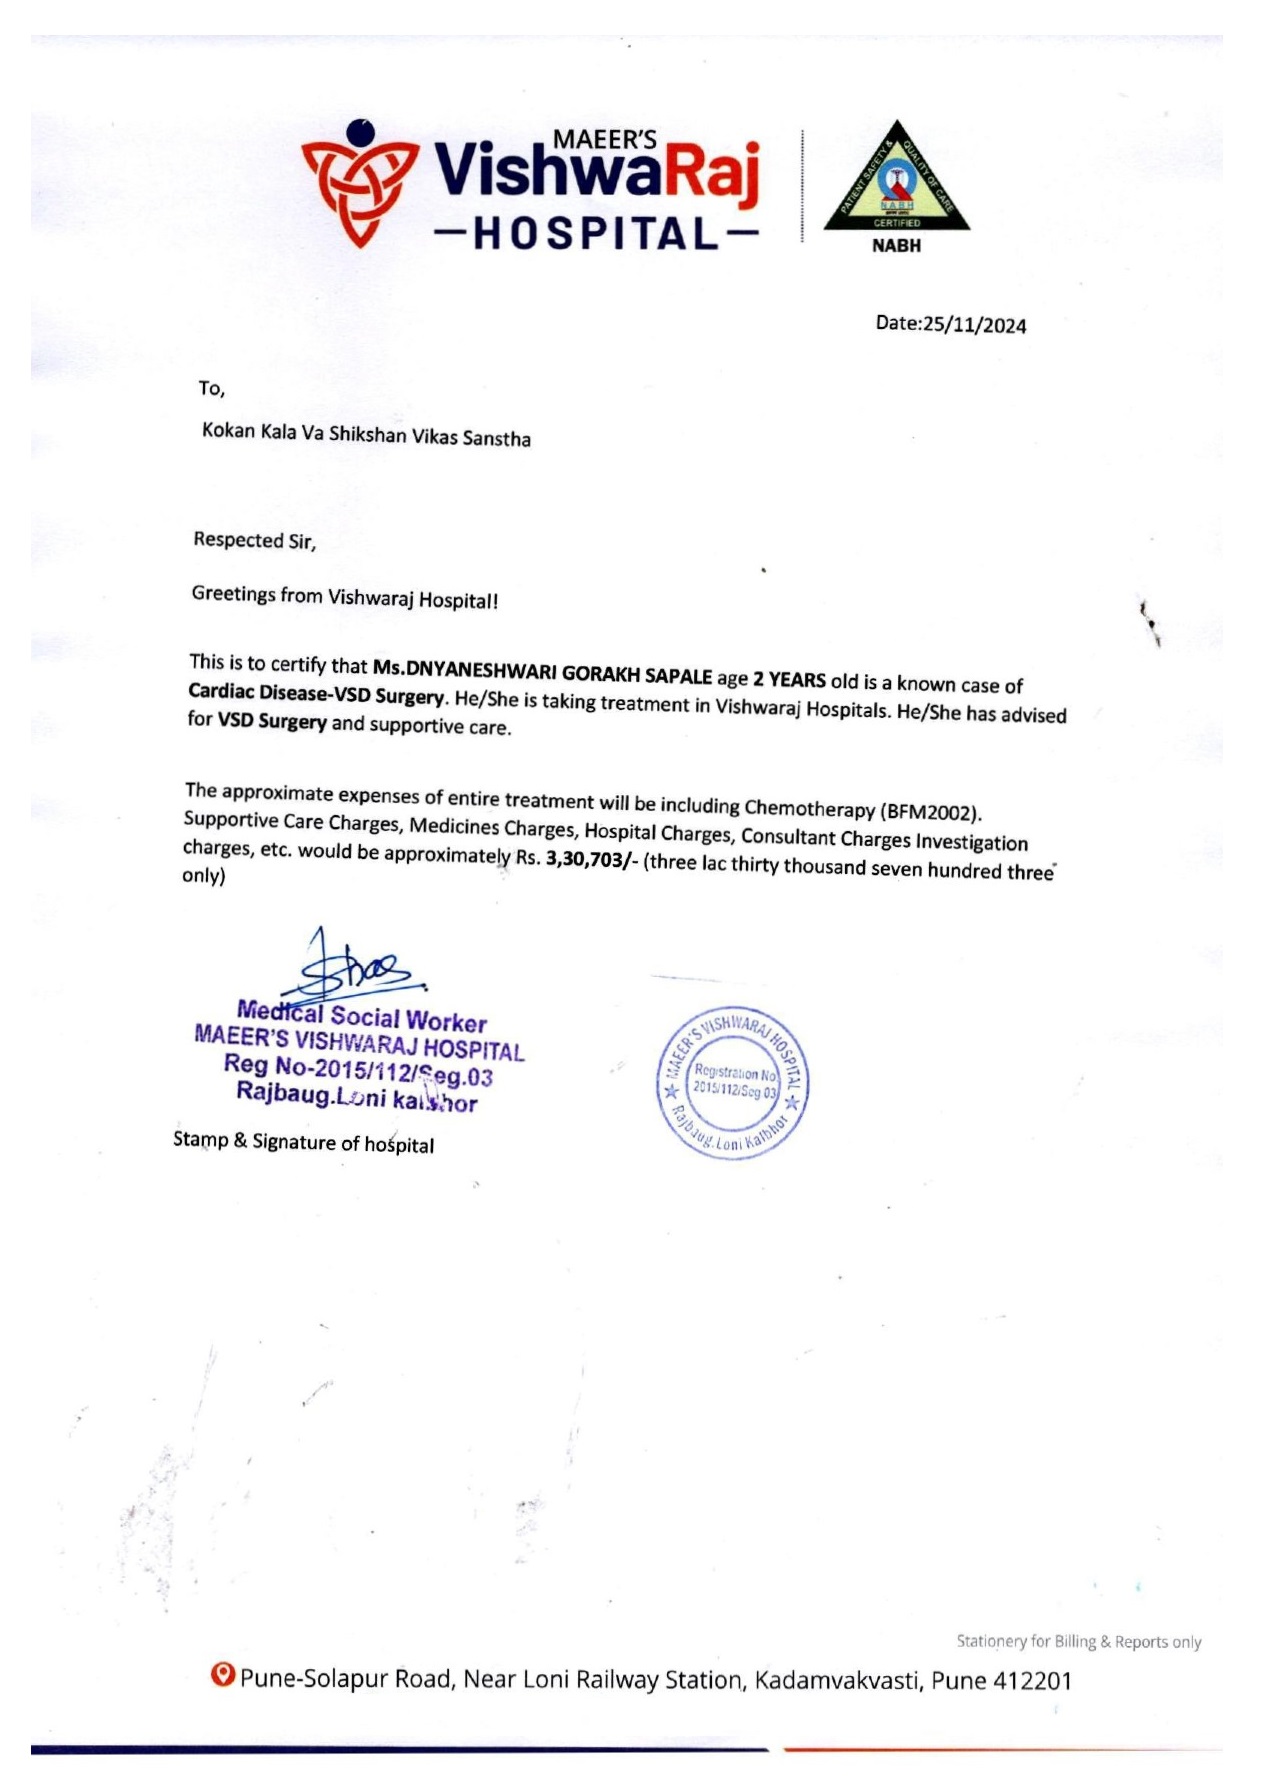 MAEER'S
VishwaRaj
HOSPITAL
PATIENT SAFETY & QUALITY OF CARE
NABH
CERTIFIED
NABH
Date:25/11/2024
To,
Kokan Kala Va Shikshan Vikas Sanstha
Respected Sir,
Greetings from Vishwaraj Hospital!
This is to certify that Ms.DNYANESHWARI GORAKH SAPALE age 2 YEARS old is a known case of
Cardiac Disease-VSD Surgery. He/She is taking treatment in Vishwaraj Hospitals. He/She has advised
for VSD Surgery and supportive care.
The approximate expenses of entire treatment will be including Chemotherapy (BFM2002).
Supportive Care Charges, Medicines Charges, Hospital Charges, Consultant Charges Investigation
charges, etc. would be approximately Rs. 3,30,703/- (three lac thirty thousand seven hundred three
only)
Medical Social Worker
MAEER'S VISHWARAJ HOSPITAL
Reg No-2015/112/Seg.03
Rajbaug.Loni kalbhor
MAEER'S VISHWARAJ HOSPITAL
Registration No
2015/112/Seg 03
Rajbaug.Loni Kalbhor
Stamp & Signature of hospital
Stationery for Billing & Reports only
Pune-Solapur Road, Near Loni Railway Station, Kadamvakvasti, Pune 412201